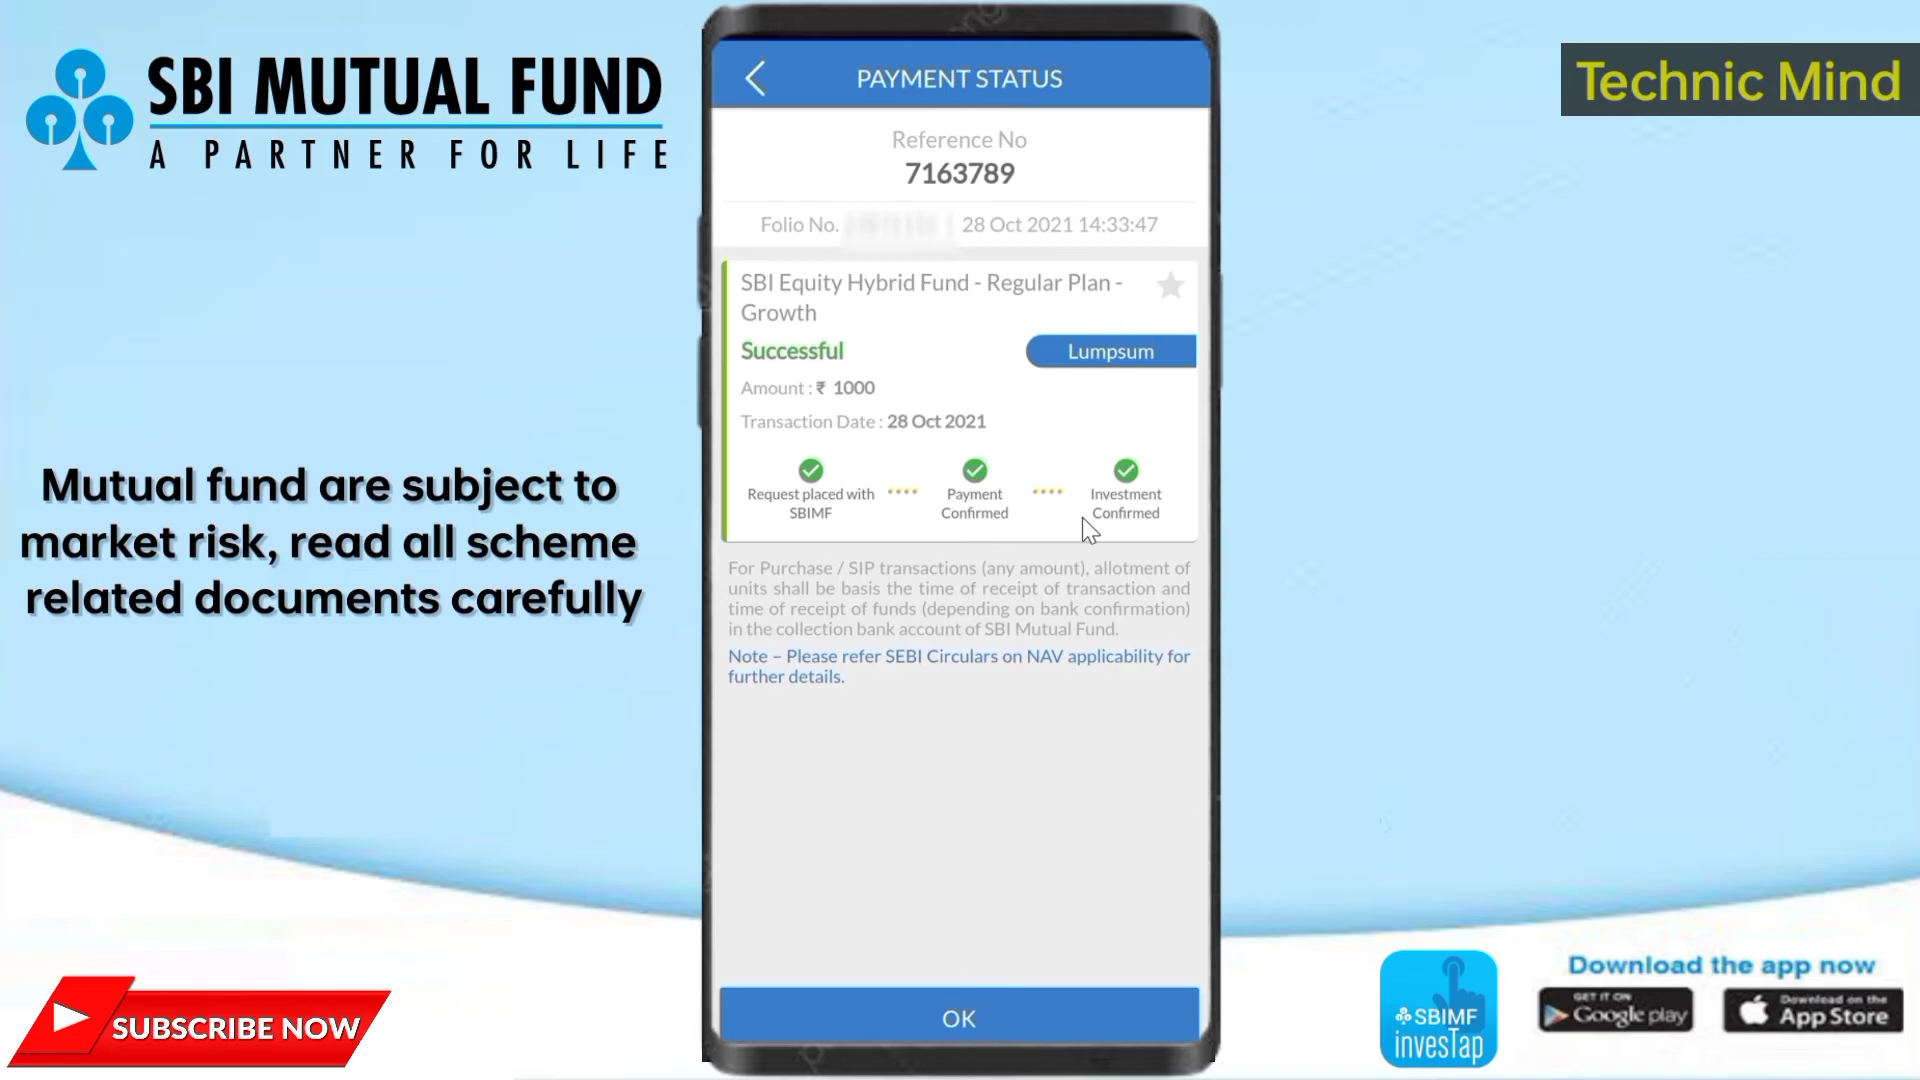 SBI MUTUAL FUND
A PARTNER FOR LIFE
Technic Mind
PAYMENT STATUS
Reference No
7163789
Folio No. 28 Oct 2021 14:33:47
SBI Equity Hybrid Fund - Regular Plan -
Growth
Successful
Lumpsum
Amount : ₹ 1000
Transaction Date : 28 Oct 2021
Request placed with
SBIMF
Payment
Confirmed
Investment
Confirmed
For Purchase / SIP transactions (any amount), allotment of
units shall be basis the time of receipt of transaction and
time of receipt of funds (depending on bank confirmation)
in the collection bank account of SBI Mutual Fund.
Note – Please refer SEBI Circulars on NAV applicability for
further details.
OK
Mutual fund are subject to
market risk, read all scheme
related documents carefully
SUBSCRIBE NOW
SBIMF
invesTap
Download the app now
GET IT ON
Google play
Download on the
App Store